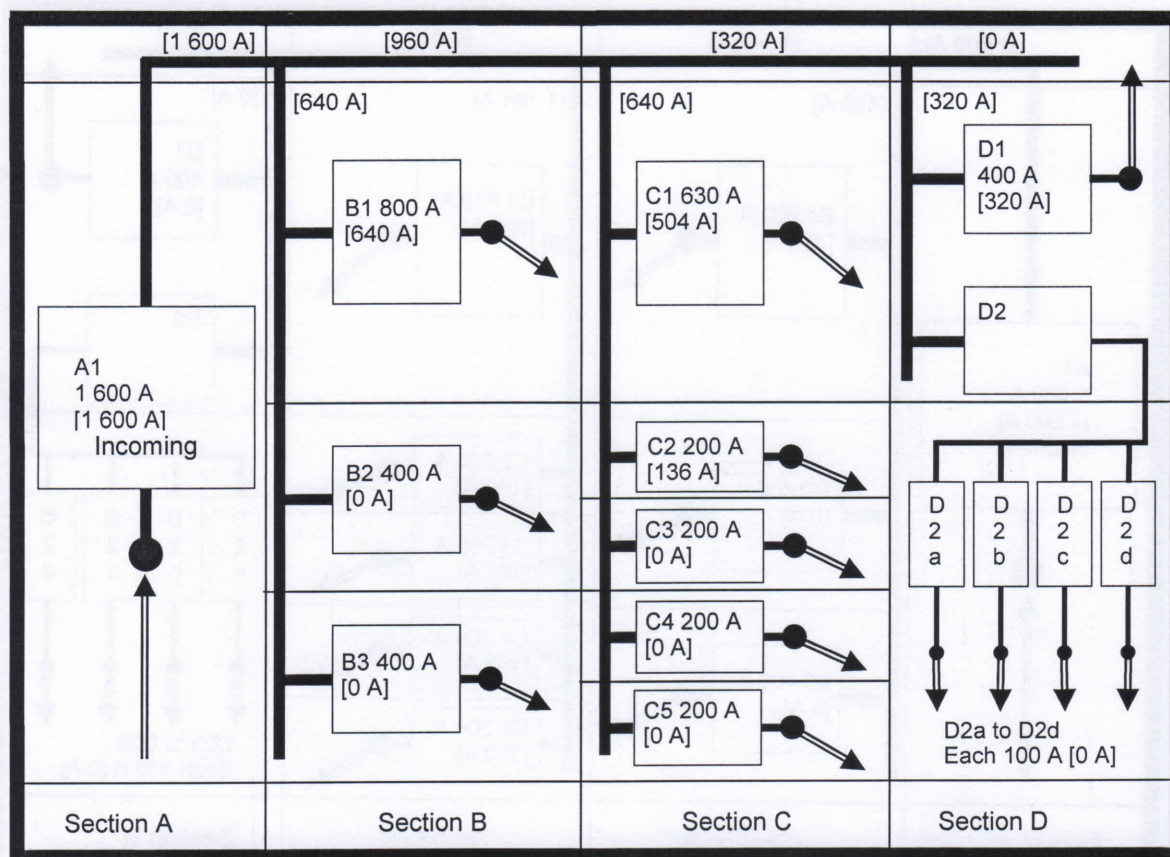 [1 600 A]
[960 A]
[320 A]
[0 A]
[640 A]
[640 A]
[320 A]
A1
1 600 A
[1 600 A]
Incoming
B1 800 A
[640 A]
B2 400 A
[0 A]
B3 400 A
[0 A]
C1 630 A
[504 A]
C2 200 A
[136 A]
C3 200 A
[0 A]
C4 200 A
[0 A]
C5 200 A
[0 A]
D1
400 A
[320 A]
D2
D
2
a
D
2
b
D
2
c
D
2
d
D2a to D2d
Each 100 A [0 A]
Section A
Section B
Section C
Section D